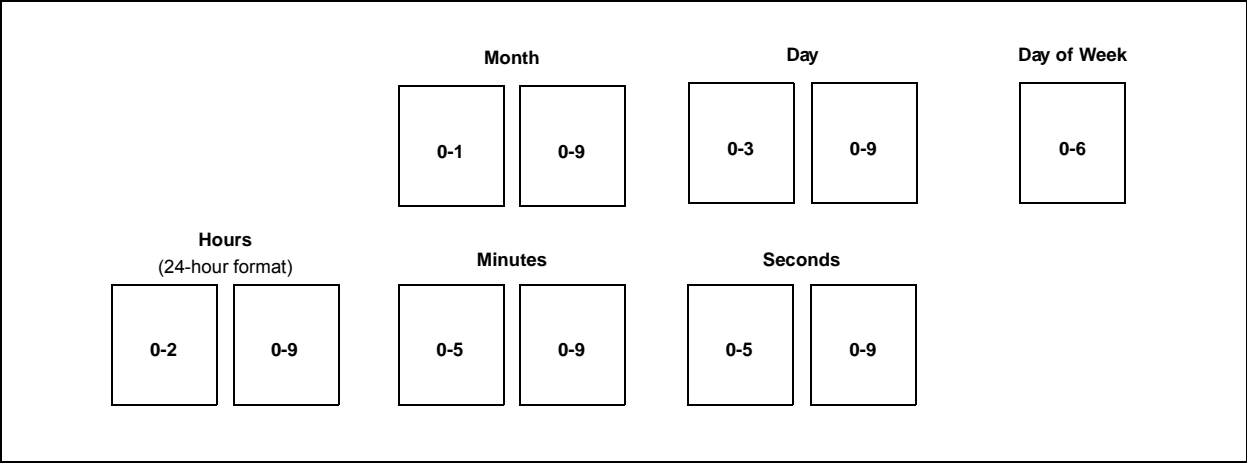 Month
Day
Day of Week
0-1 0-9 0-3 0-9 0-6
Hours
(24-hour format)
Minutes
Seconds
0-2 0-9 0-5 0-9 0-5 0-9